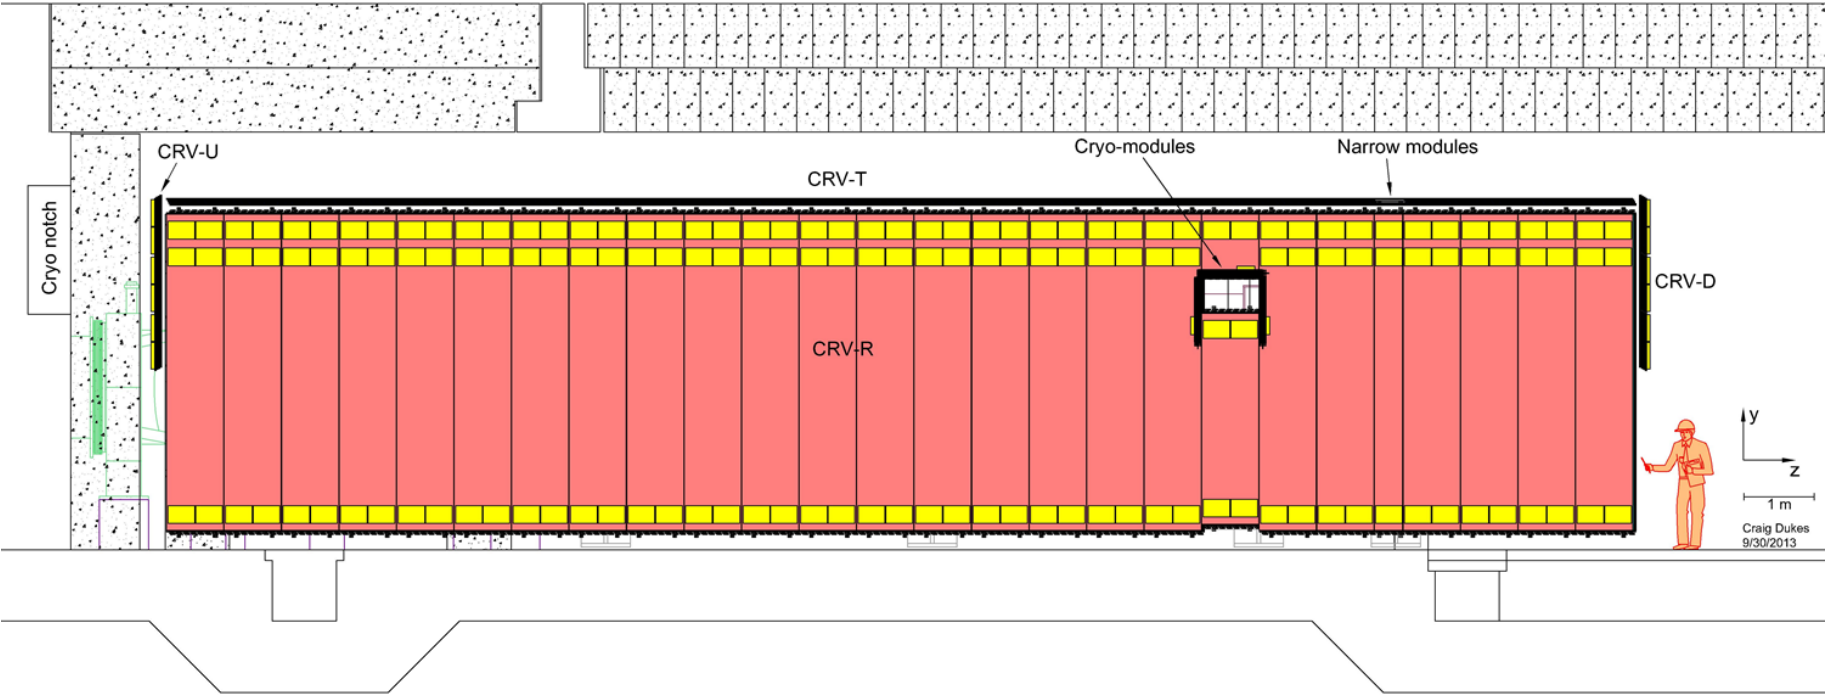 CRV-U
Cryo-modules
Narrow modules
CRV-T
Cryo notch
CRV-D
CRV-R
y
z
1 m
Craig Dukes
9/30/2013